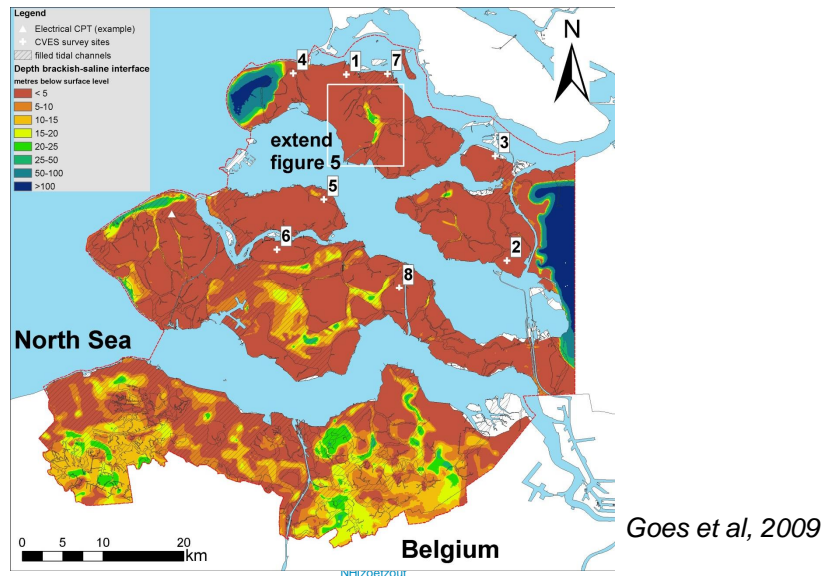 Legend
Electrical CPT (example)
CVES survey sites
filled tidal channels
Depth brackish-saline interface
metres below surface level
< 5
5-10
10-15
15-20
20-25
25-50
50-100
>100
N
4
1
7
3
extend
figure 5
5
6
2
8
North Sea
Belgium
0 5 10 20
km
Goes et al, 2009
NHIzoetzout